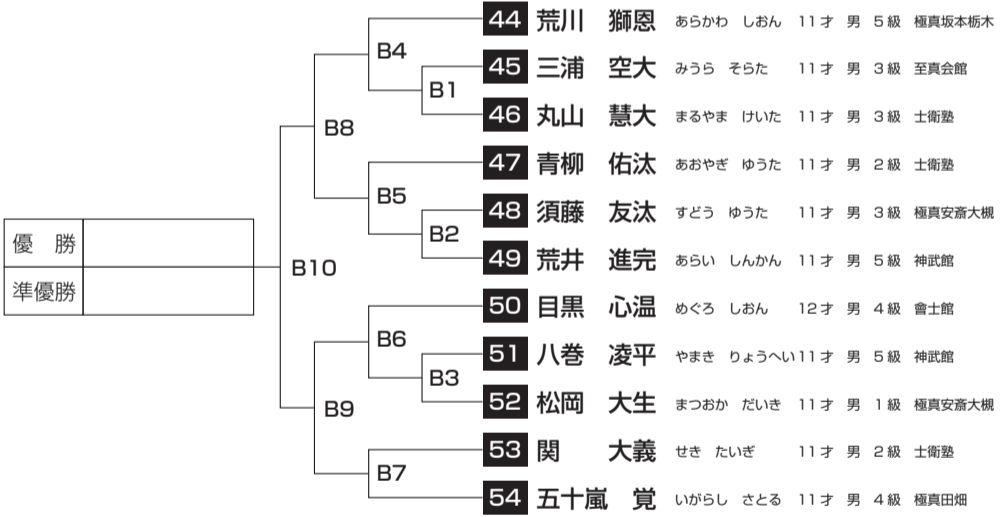 44 荒川 獅恩 あらかわ しおん 11才 男 5級 極真坂本栃木
B4
45 三浦 空大 みうら そらた 11才 男 3級 至真会館
B1
46 丸山 慧大 まるやま けいた 11才 男 3級 士衛塾
B8
47 青柳 佑汰 あおやぎ ゆうた 11才 男 2級 士衛塾
B5
48 須藤 友汰 すどう ゆうた 11才 男 3級 極真安斎大槻
B2
優 勝
49 荒井 進完 あらい しんかん 11才 男 5級 神武館
B10
準優勝
50 目黒 心温 めぐろ しおん 12才 男 4級 會士館
B6
51 八巻 凌平 やまき りょうへい 11才 男 5級 神武館
B3
B9
52 松岡 大生 まつおか だいき 11才 男 1級 極真安斎大槻
53 関 大義 せき たいぎ 11才 男 2級 士衛塾
B7
54 五十嵐 覚 いがらし さとる 11才 男 4級 極真田畑